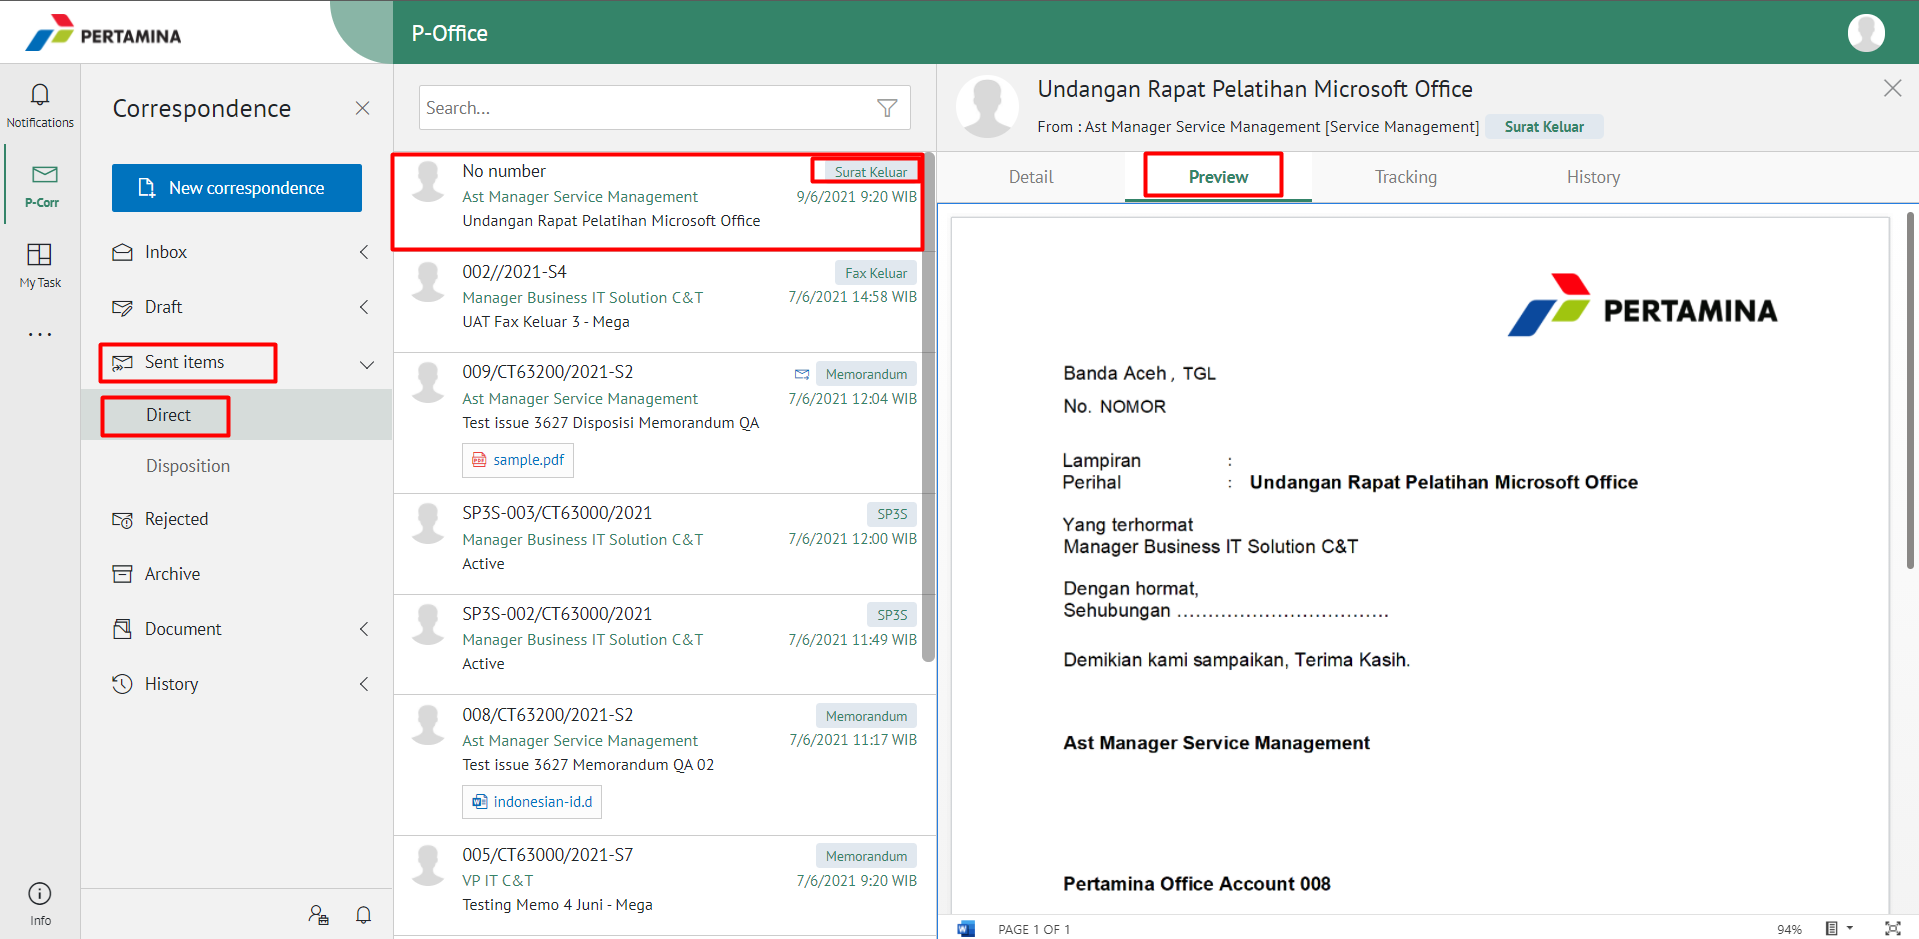 PERTAMINA
P-Office
Notifications
P-Corr
My Task
Info
Correspondence
New correspondence
Inbox
Draft
Sent items
Direct
Disposition
Rejected
Archive
Document
History
Search...
No number
Surat Keluar
Ast Manager Service Management
9/6/2021 9:20 WIB
Undangan Rapat Pelatihan Microsoft Office
002//2021-S4
Fax Keluar
Manager Business IT Solution C&T
7/6/2021 14:58 WIB
UAT Fax Keluar 3 - Mega
009/CT63200/2021-S2
Memorandum
Ast Manager Service Management
7/6/2021 12:04 WIB
Test issue 3627 Disposisi Memorandum QA
sample.pdf
SP3S-003/CT63000/2021
SP3S
Manager Business IT Solution C&T
7/6/2021 12:00 WIB
Active
SP3S-002/CT63000/2021
SP3S
Manager Business IT Solution C&T
7/6/2021 11:49 WIB
Active
008/CT63200/2021-S2
Memorandum
Ast Manager Service Management
7/6/2021 11:17 WIB
Test issue 3627 Memorandum QA 02
indonesian-id.d
005/CT63000/2021-S7
Memorandum
VP IT C&T
7/6/2021 9:20 WIB
Testing Memo 4 Juni - Mega
Undangan Rapat Pelatihan Microsoft Office
From : Ast Manager Service Management [Service Management]
Surat Keluar
Detail
Preview
Tracking
History
PERTAMINA
Banda Aceh , TGL
No. NOMOR
Lampiran :
Perihal : Undangan Rapat Pelatihan Microsoft Office
Yang terhormat
Manager Business IT Solution C&T
Dengan hormat,
Sehubungan ..................................
Demikian kami sampaikan, Terima Kasih.
Ast Manager Service Management
Pertamina Office Account 008
PAGE 1 OF 1
94%